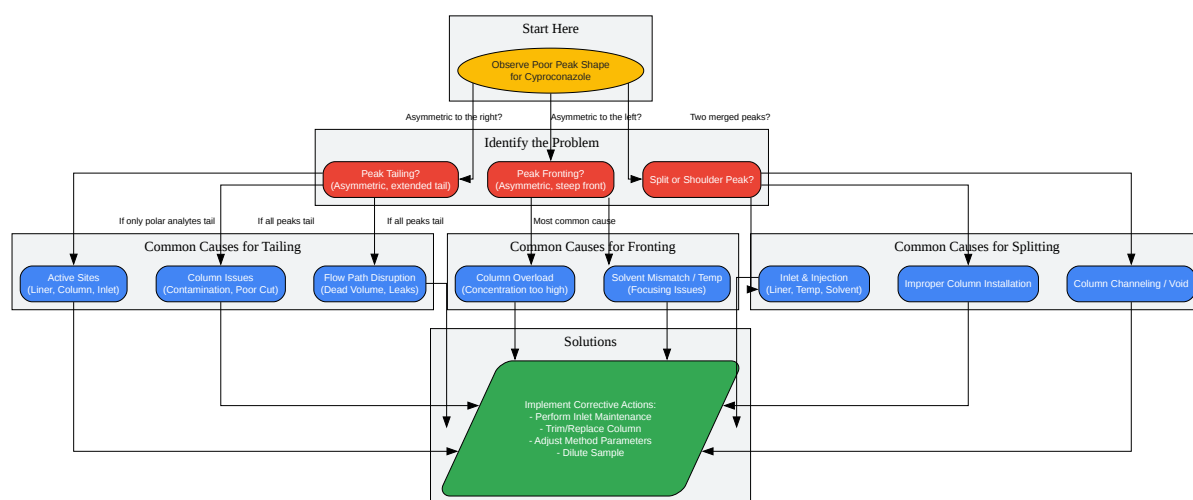 Start Here
Observe Poor Peak Shape
for Cyproconazole
Asymmetric to the right?
Asymmetric to the left?
Two merged peaks?
Identify the Problem
Peak Tailing?
(Asymmetric, extended tail)
Peak Fronting?
(Asymmetric, steep front)
Split or Shoulder Peak?
If only polar analytes tail
If all peaks tail
If all peaks tail
Most common cause
Common Causes for Tailing
Active Sites
(Liner, Column, Inlet)
Column Issues
(Contamination, Poor Cut)
Flow Path Disruption
(Dead Volume, Leaks)
Common Causes for Fronting
Column Overload
(Concentration too high)
Solvent Mismatch / Temp
(Focusing Issues)
Common Causes for Splitting
Inlet & Injection
(Liner, Temp, Solvent)
Improper Column Installation
Column Channeling / Void
Solutions
Implement Corrective Actions:
- Perform Inlet Maintenance
- Trim/Replace Column
- Adjust Method Parameters
- Dilute Sample